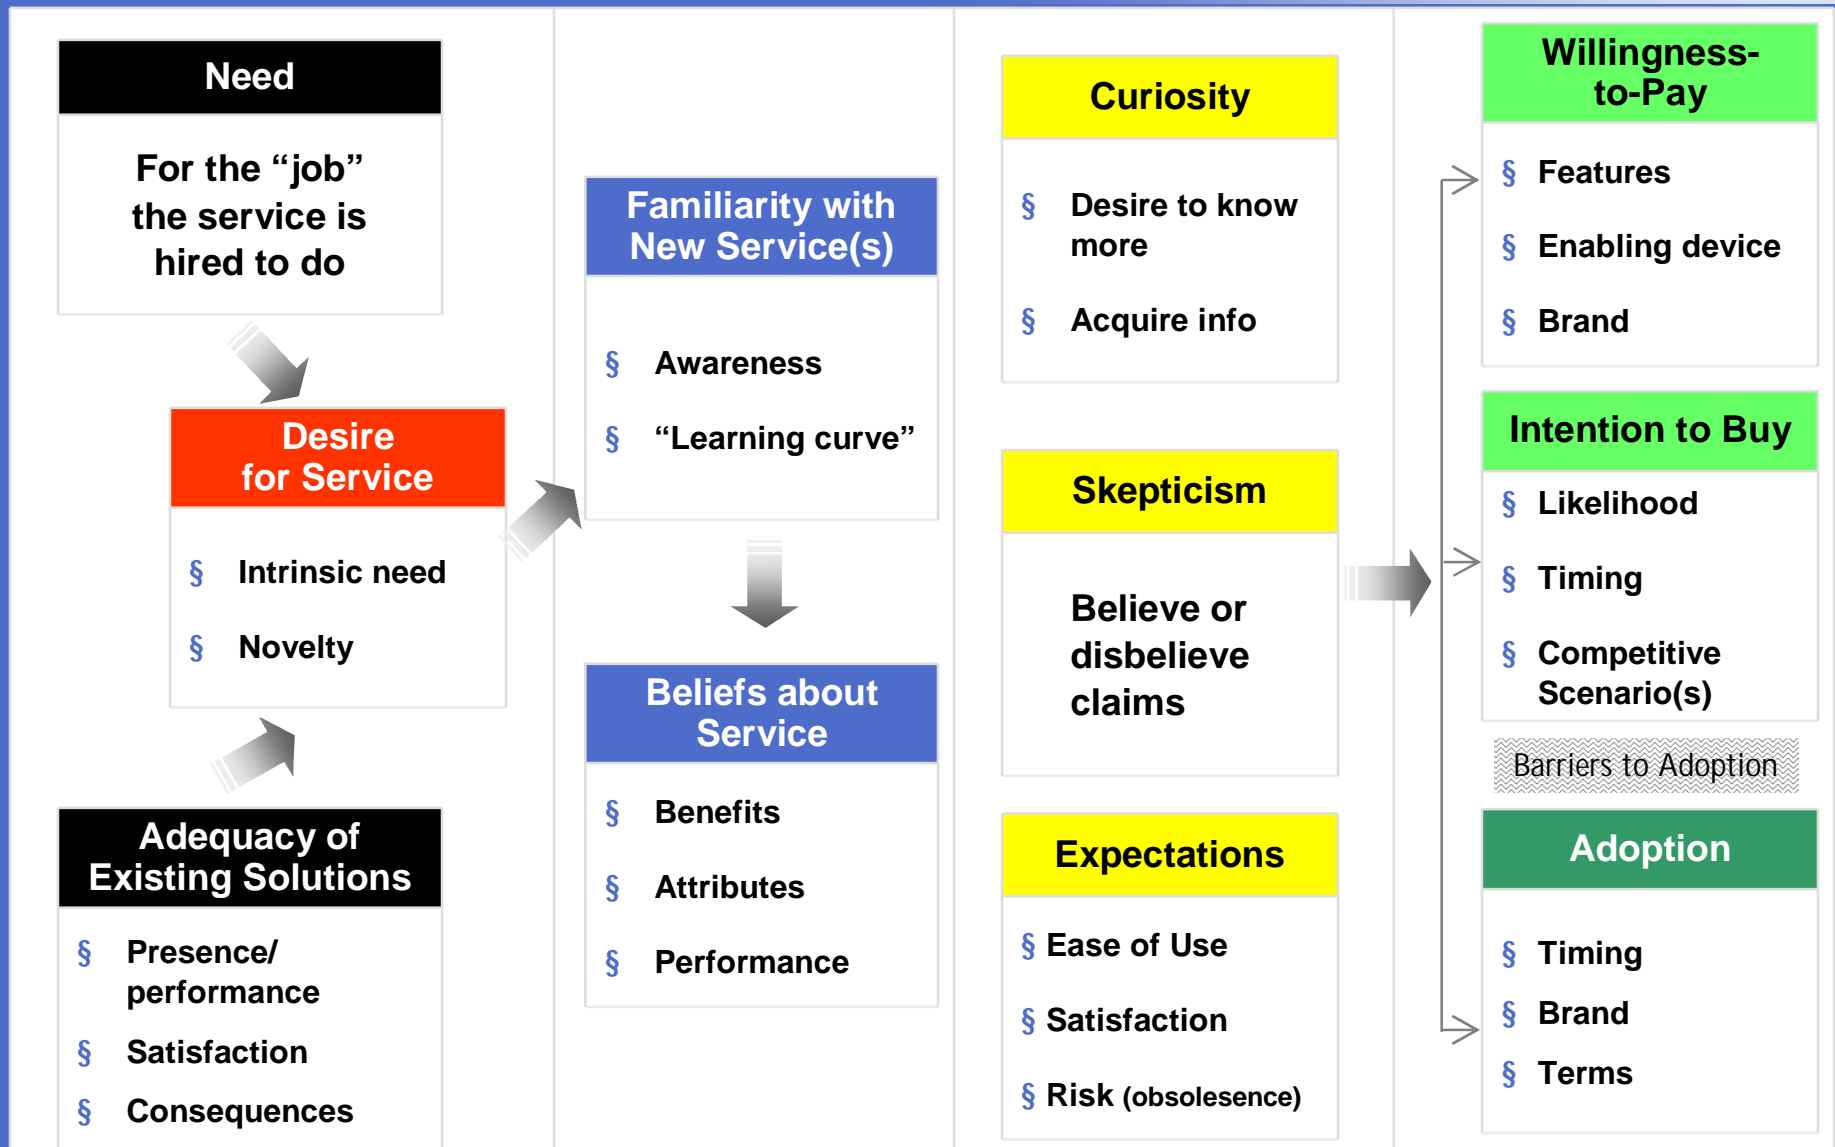 Need
For the “job”
the service is
hired to do
Desire
for Service
§ Intrinsic need
§ Novelty
Adequacy of
Existing Solutions
§ Presence/
performance
§ Satisfaction
§ Consequences
Familiarity with
New Service(s)
§ Awareness
§ “Learning curve”
Beliefs about
Service
§ Benefits
§ Attributes
§ Performance
Curiosity
§ Desire to know
more
§ Acquire info
Skepticism
Believe or
disbelieve
claims
Expectations
§ Ease of Use
§ Satisfaction
§ Risk (obsolesence)
Willingness-
to-Pay
§ Features
§ Enabling device
§ Brand
Intention to Buy
§ Likelihood
§ Timing
§ Competitive
Scenario(s)
Barriers to Adoption
Adoption
§ Timing
§ Brand
§ Terms